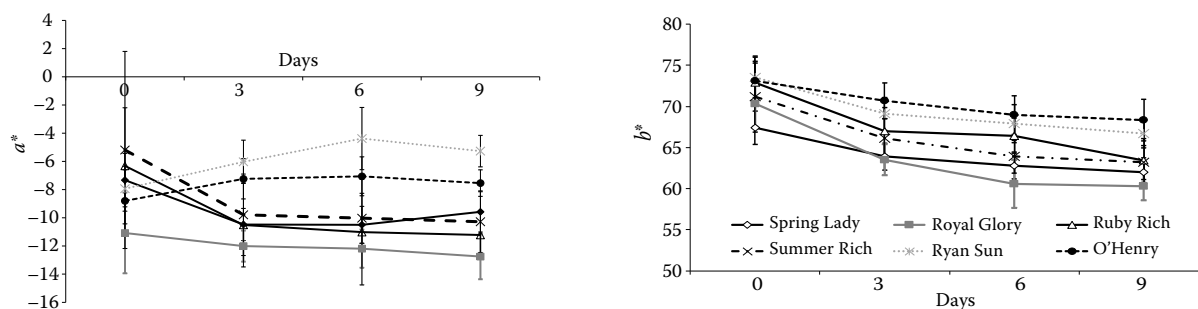 4
2
0
−2
−4
−6
−8
−10
−12
−14
−16
a*
Days
0 3 6 9
80
75
70
65
60
55
50
b*
Spring Lady Royal Glory Ruby Rich
Summer Rich Ryan Sun O’Henry
0 3 6 9
Days